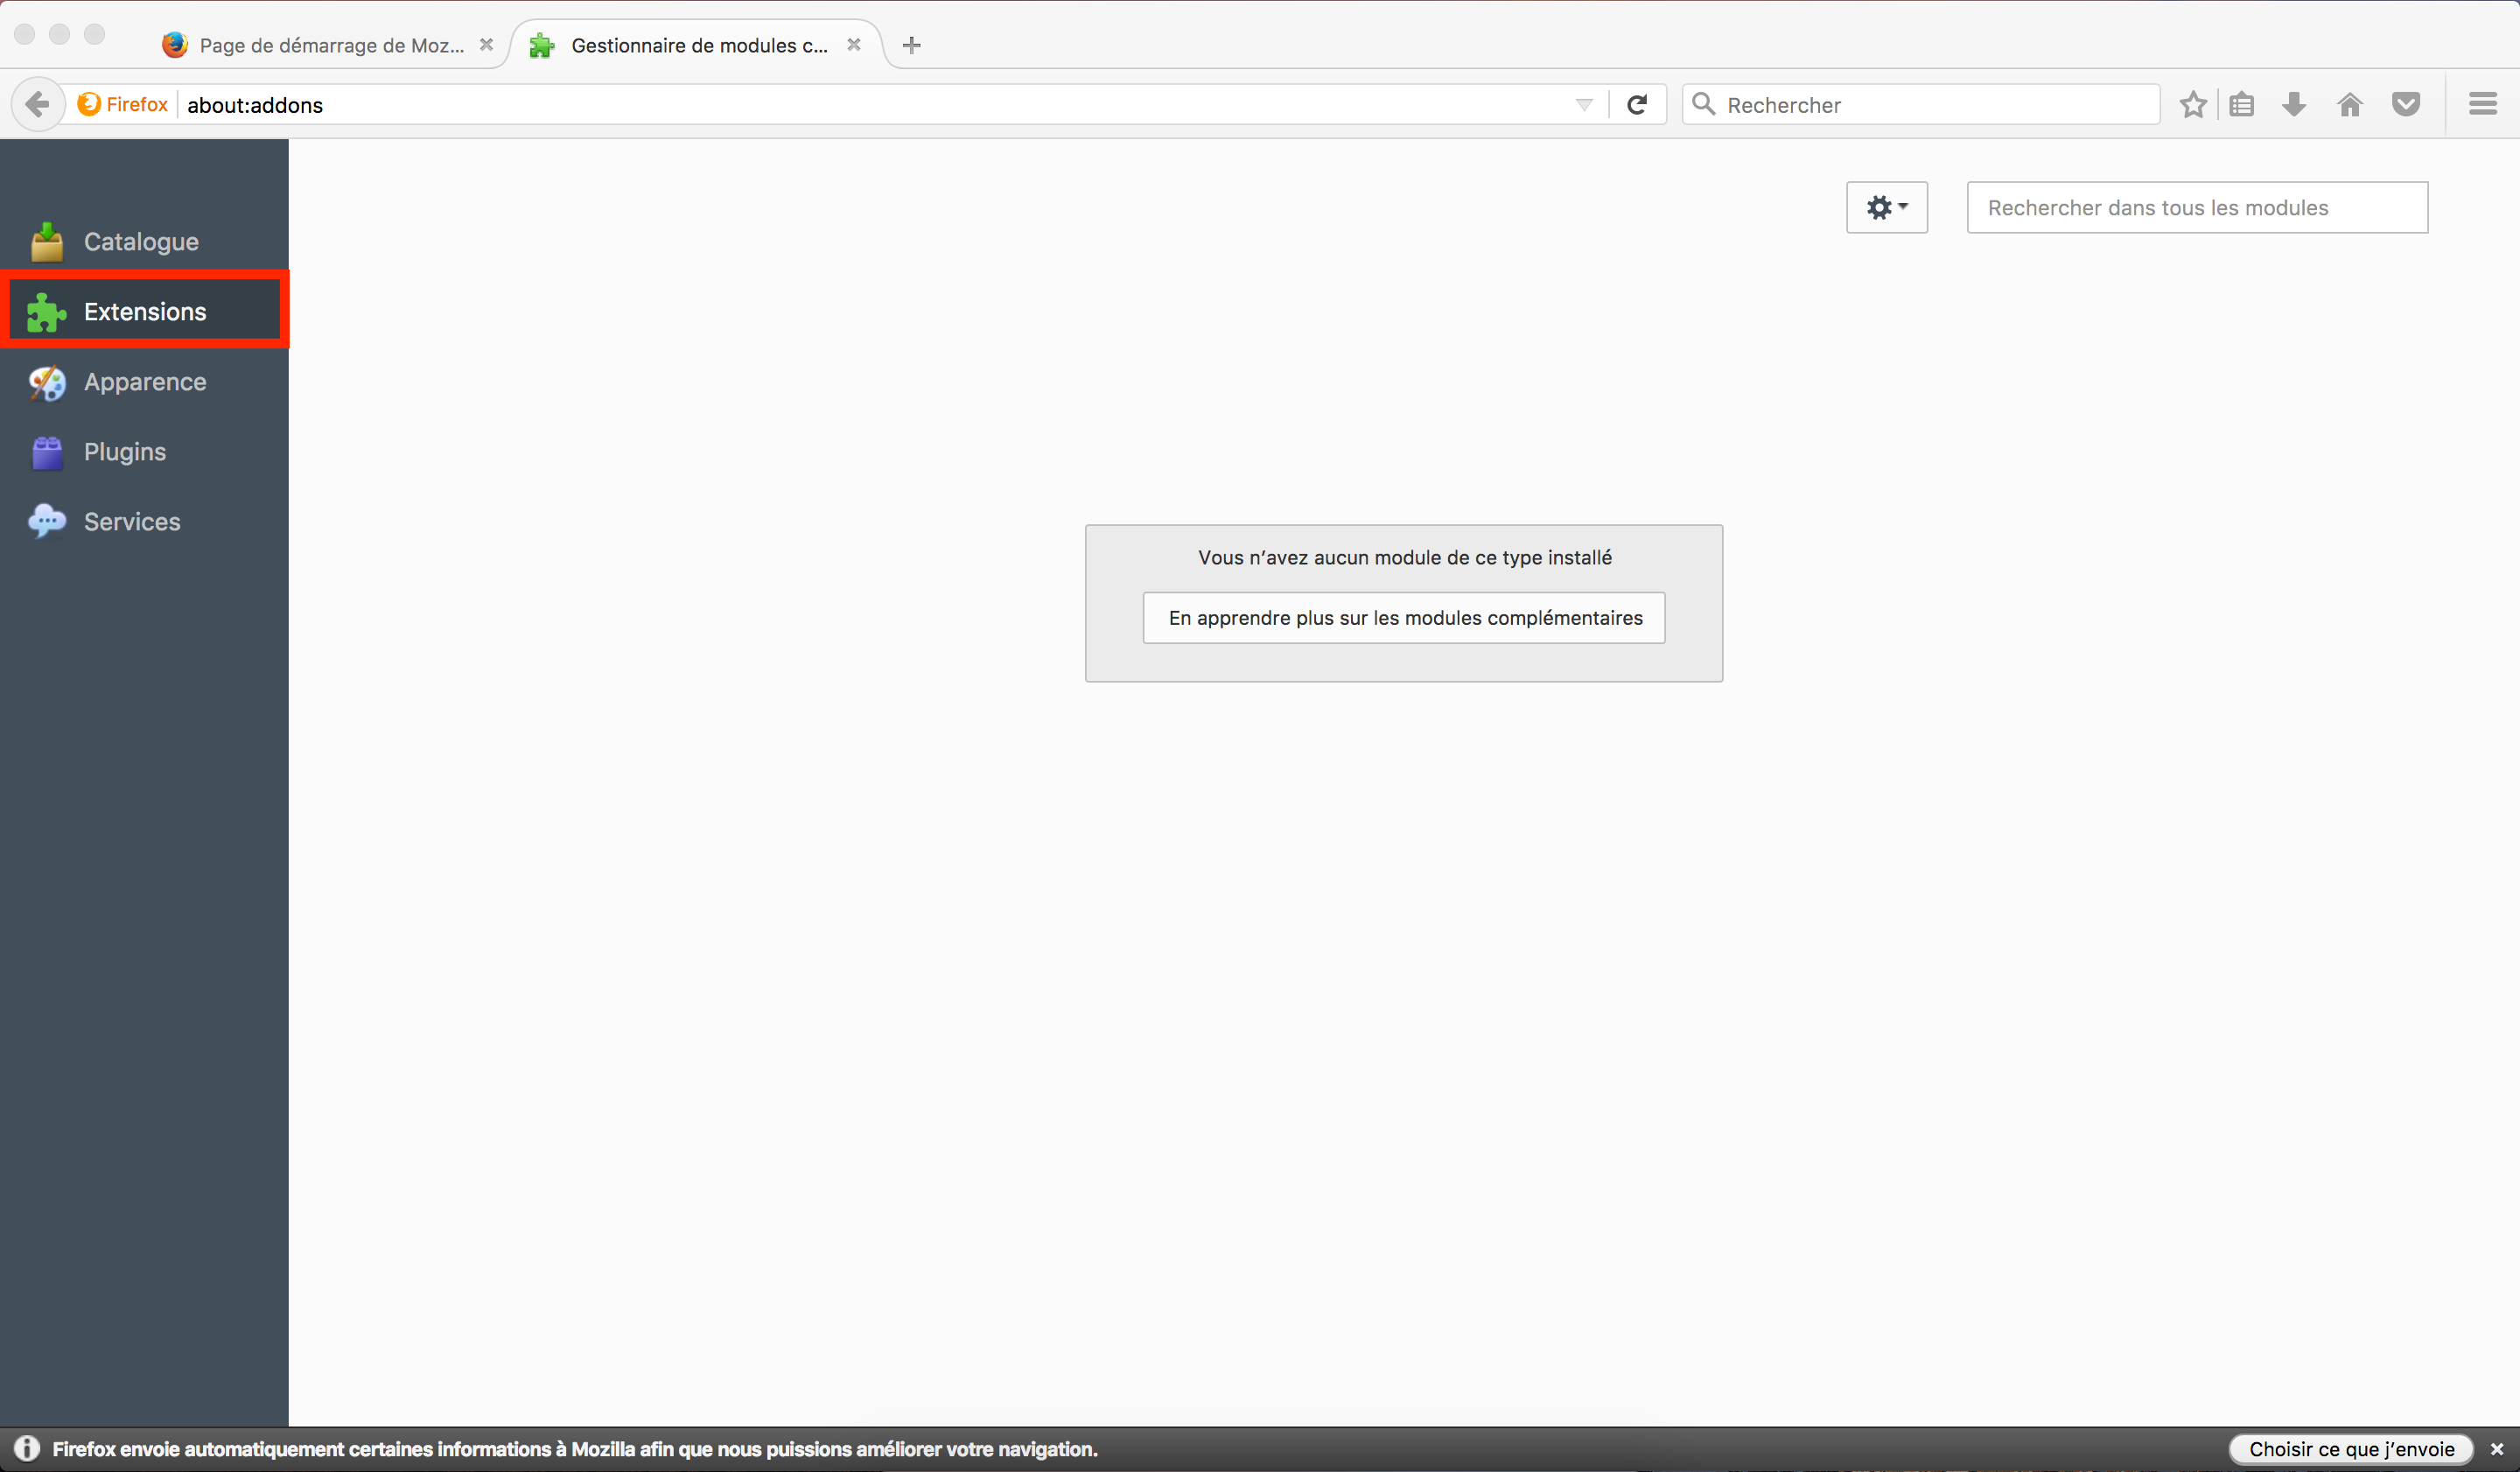 Page de démarrage de Moz...
Gestionnaire de modules c...
Firefox
about:addons
Rechercher
Rechercher dans tous les modules
Catalogue
Extensions
Apparence
Plugins
Services
Vous n’avez aucun module de ce type installé
En apprendre plus sur les modules complémentaires
Firefox envoie automatiquement certaines informations à Mozilla afin que nous puissions améliorer votre navigation.
Choisir ce que j’envoie